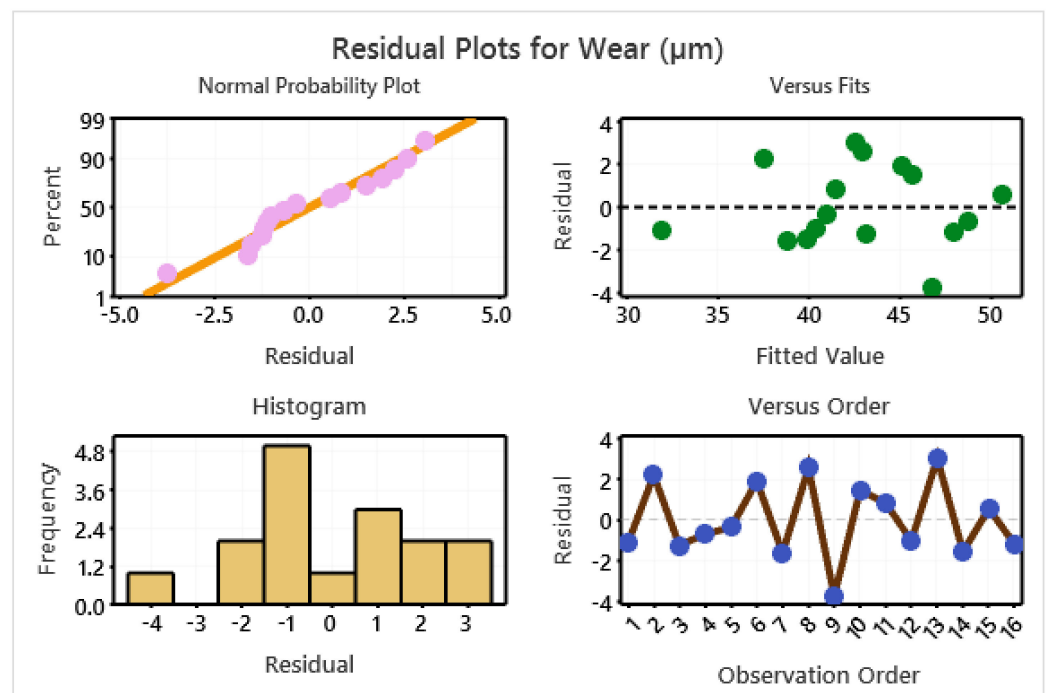 Residual Plots for Wear (µm)
Normal Probability Plot
99
90
50
10
1
Percent
-5.0 -2.5 0.0 2.5 5.0
Residual
Versus Fits
4
2
0
-2
-4
Residual
30 35 40 45 50
Fitted Value
Histogram
4.8
3.6
2.4
1.2
0.0
Frequency
-4 -3 -2 -1 0 1 2 3
Residual
Versus Order
4
2
0
-2
-4
Residual
1 2 3 4 5 6 7 8 9 10 11 12 13 14 15 16
Observation Order